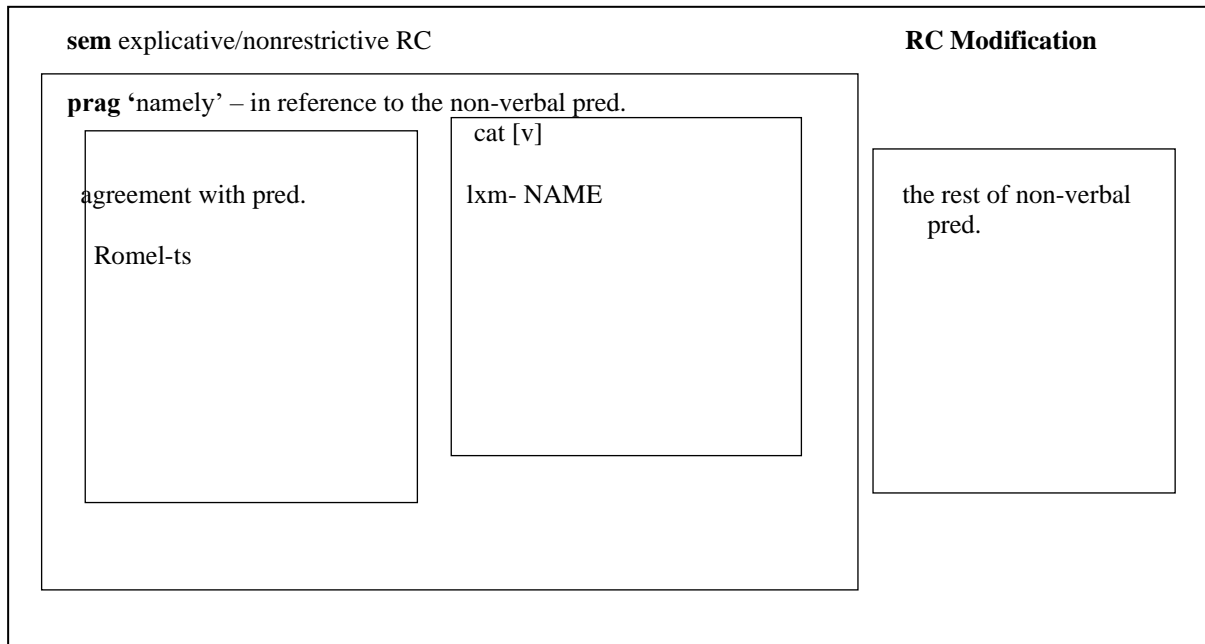 sem explicative/nonrestrictive RC
RC Modification
prag ‘namely’ – in reference to the non-verbal pred.
agreement with pred.
Romel-ts
cat [v]
lxm- NAME
the rest of non-verbal
pred.